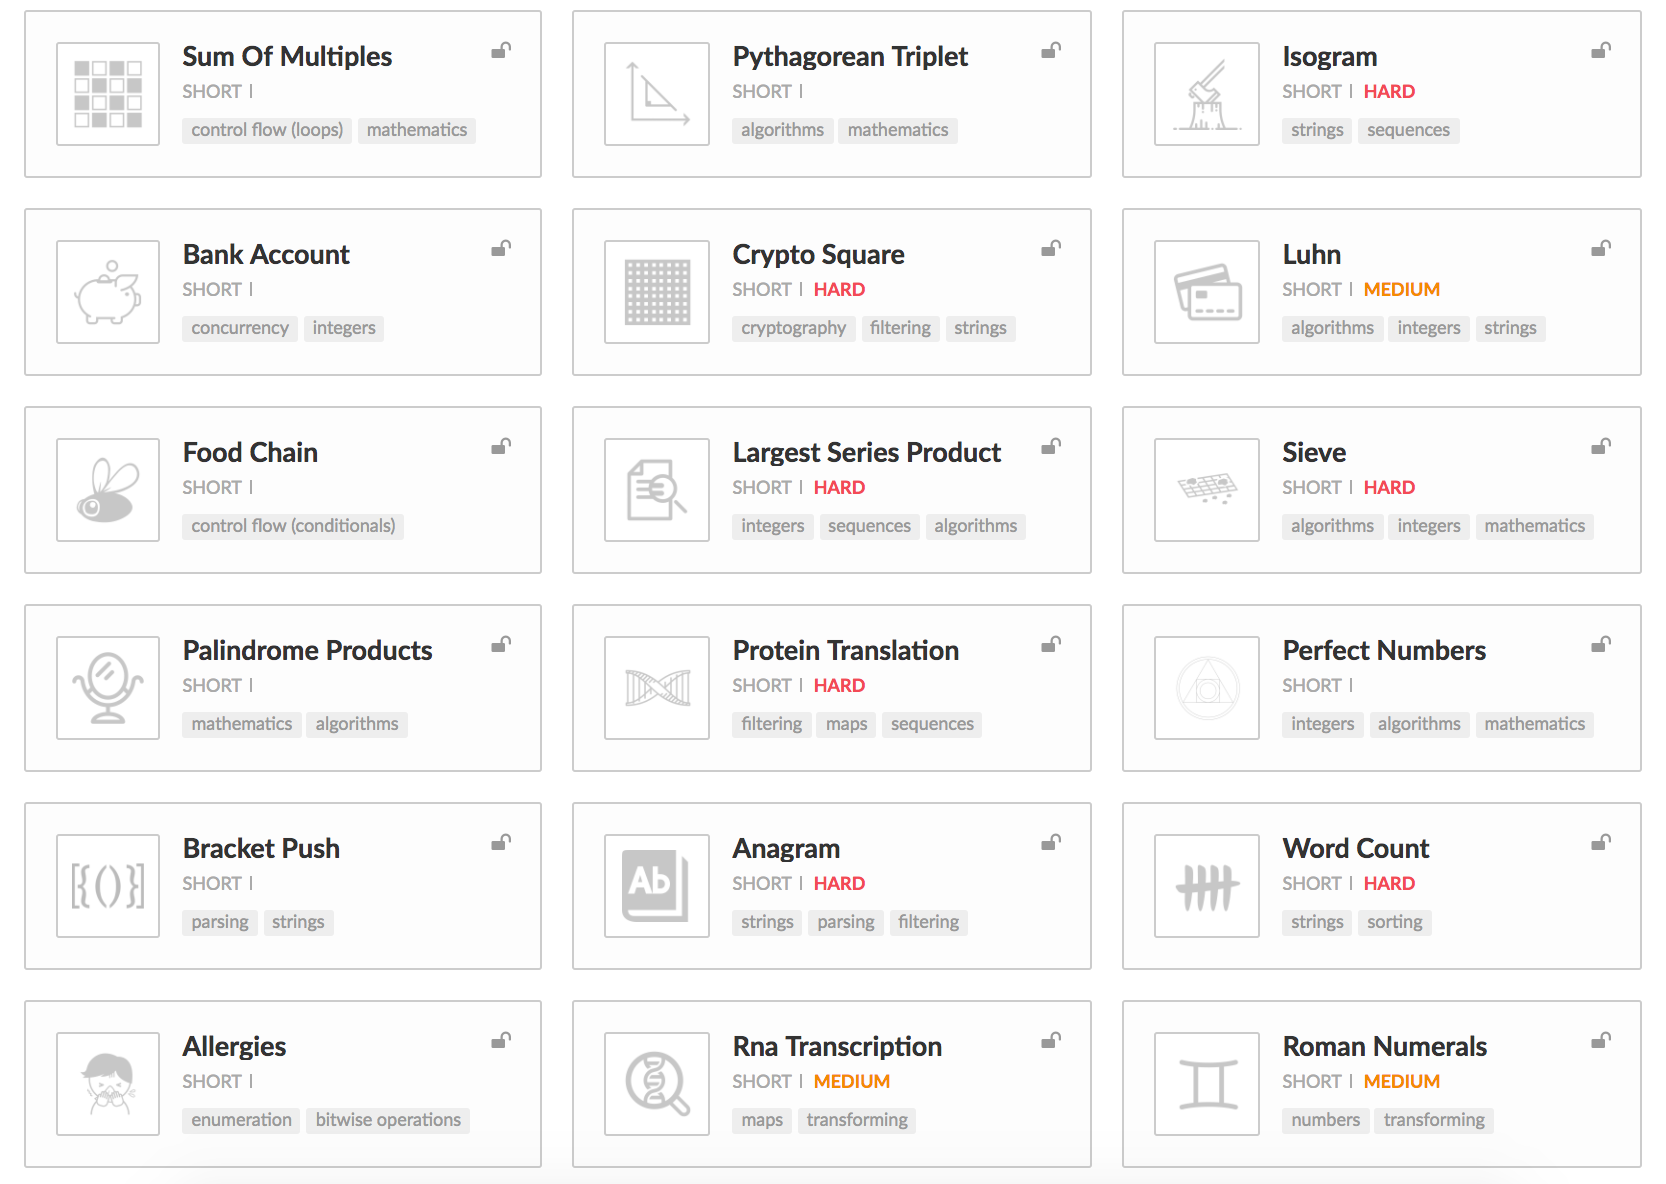 Sum Of Multiples
SHORT |
control flow (loops) mathematics
Pythagorean Triplet
SHORT |
algorithms mathematics
Isogram
SHORT | HARD
strings sequences
Bank Account
SHORT |
concurrency integers
Crypto Square
SHORT | HARD
cryptography filtering strings
Luhn
SHORT | MEDIUM
algorithms integers strings
Food Chain
SHORT |
control flow (conditionals)
Largest Series Product
SHORT | HARD
integers sequences algorithms
Sieve
SHORT | HARD
algorithms integers mathematics
Palindrome Products
SHORT |
mathematics algorithms
Protein Translation
SHORT | HARD
filtering maps sequences
Perfect Numbers
SHORT |
integers algorithms mathematics
[{()}]
Bracket Push
SHORT |
parsing strings
Ab
Anagram
SHORT | HARD
strings parsing filtering
Word Count
SHORT | HARD
strings sorting
Allergies
SHORT |
enumeration bitwise operations
Rna Transcription
SHORT | MEDIUM
maps transforming
Roman Numerals
SHORT | MEDIUM
numbers transforming